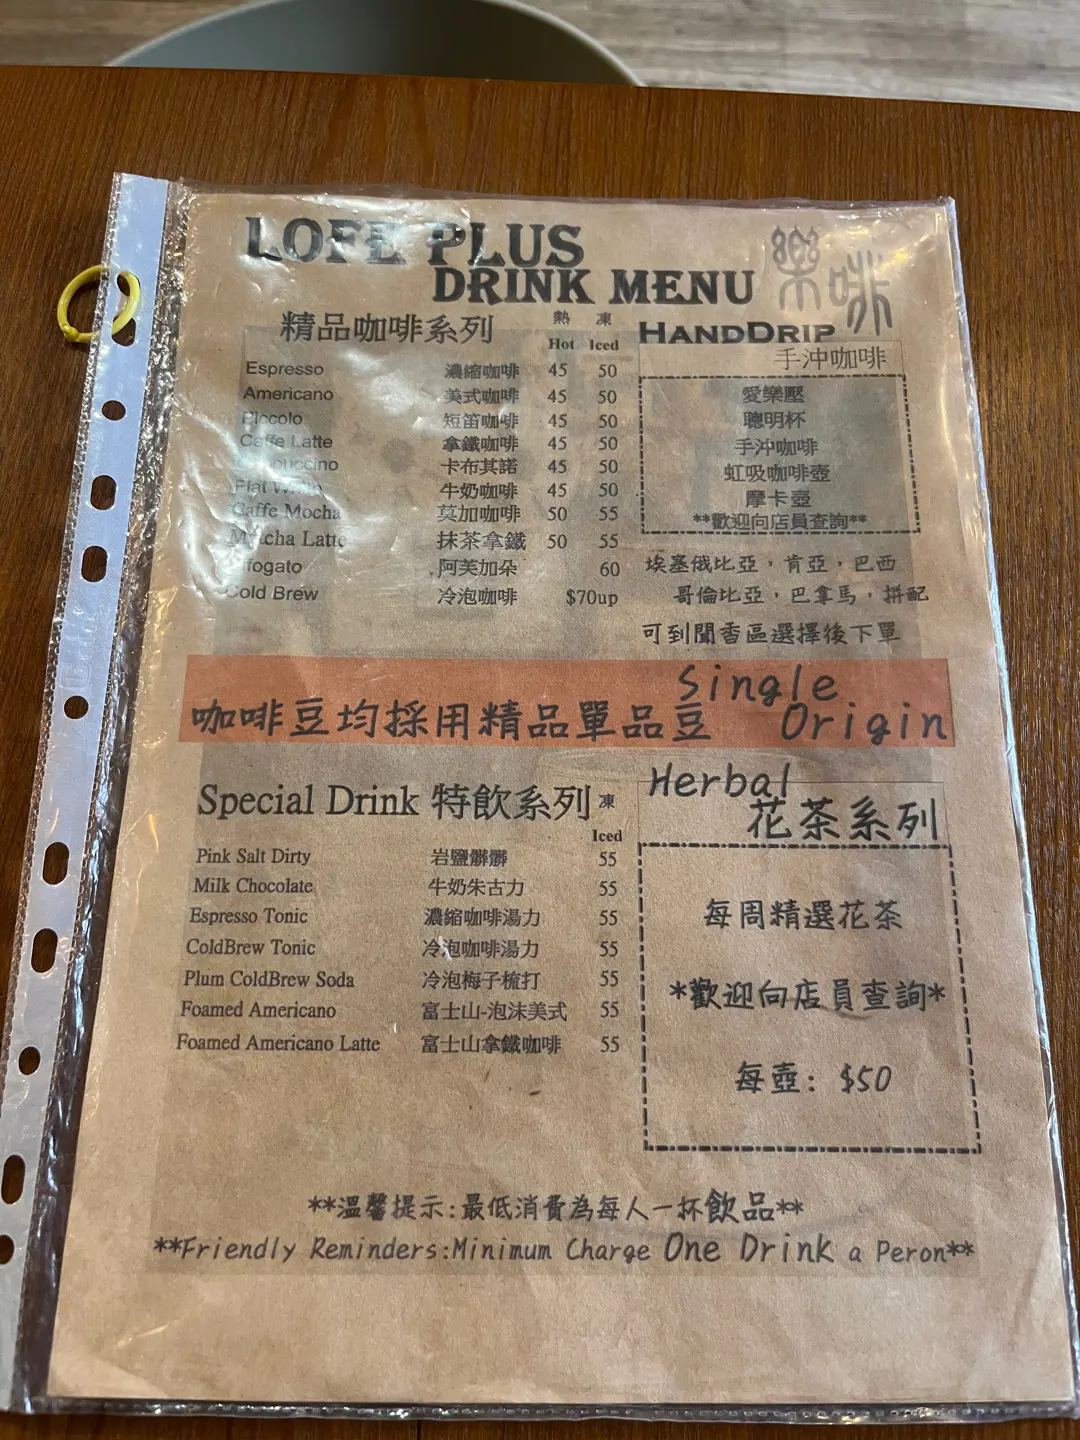 LOFE PLUS
DRINK MENU 樂啡
精品咖啡系列 熱 凍
Hot Iced
Espresso 濃縮咖啡 45 50
Americano 美式咖啡 45 50
Piccolo 短笛咖啡 45 50
Caffe Latte 拿鐵咖啡 45 50
Cappuccino 卡布其諾 45 50
Flat White 牛奶咖啡 45 50
Caffe Mocha 莫加咖啡 50 55
Matcha Latte 抹茶拿鐵 50 55
ffogato 阿芙加朵 60
Cold Brew 冷泡咖啡 $70up
HANDDRIP
手沖咖啡
愛樂壓
聰明杯
手沖咖啡
虹吸咖啡壺
摩卡壺
**歡迎向店員查詢**
埃塞俄比亞，肯亞，巴西
哥倫比亞，巴拿馬，拼配
可到聞香區選擇後下單
咖啡豆均採用精品單品豆 Single Origin
Special Drink 特飲系列 凍
Iced
Pink Salt Dirty 岩鹽髒髒 55
Milk Chocolate 牛奶朱古力 55
Espresso Tonic 濃縮咖啡湯力 55
ColdBrew Tonic 冷泡咖啡湯力 55
Plum ColdBrew Soda 冷泡梅子梳打 55
Foamed Americano 富士山-泡沫美式 55
Foamed Americano Latte 富士山拿鐵咖啡 55
Herbal
花茶系列
每周精選花茶
*歡迎向店員查詢*
每壺: $50
**溫馨提示:最低消費為每人一杯飲品**
**Friendly Reminders:Minimum Charge One Drink a Peron**